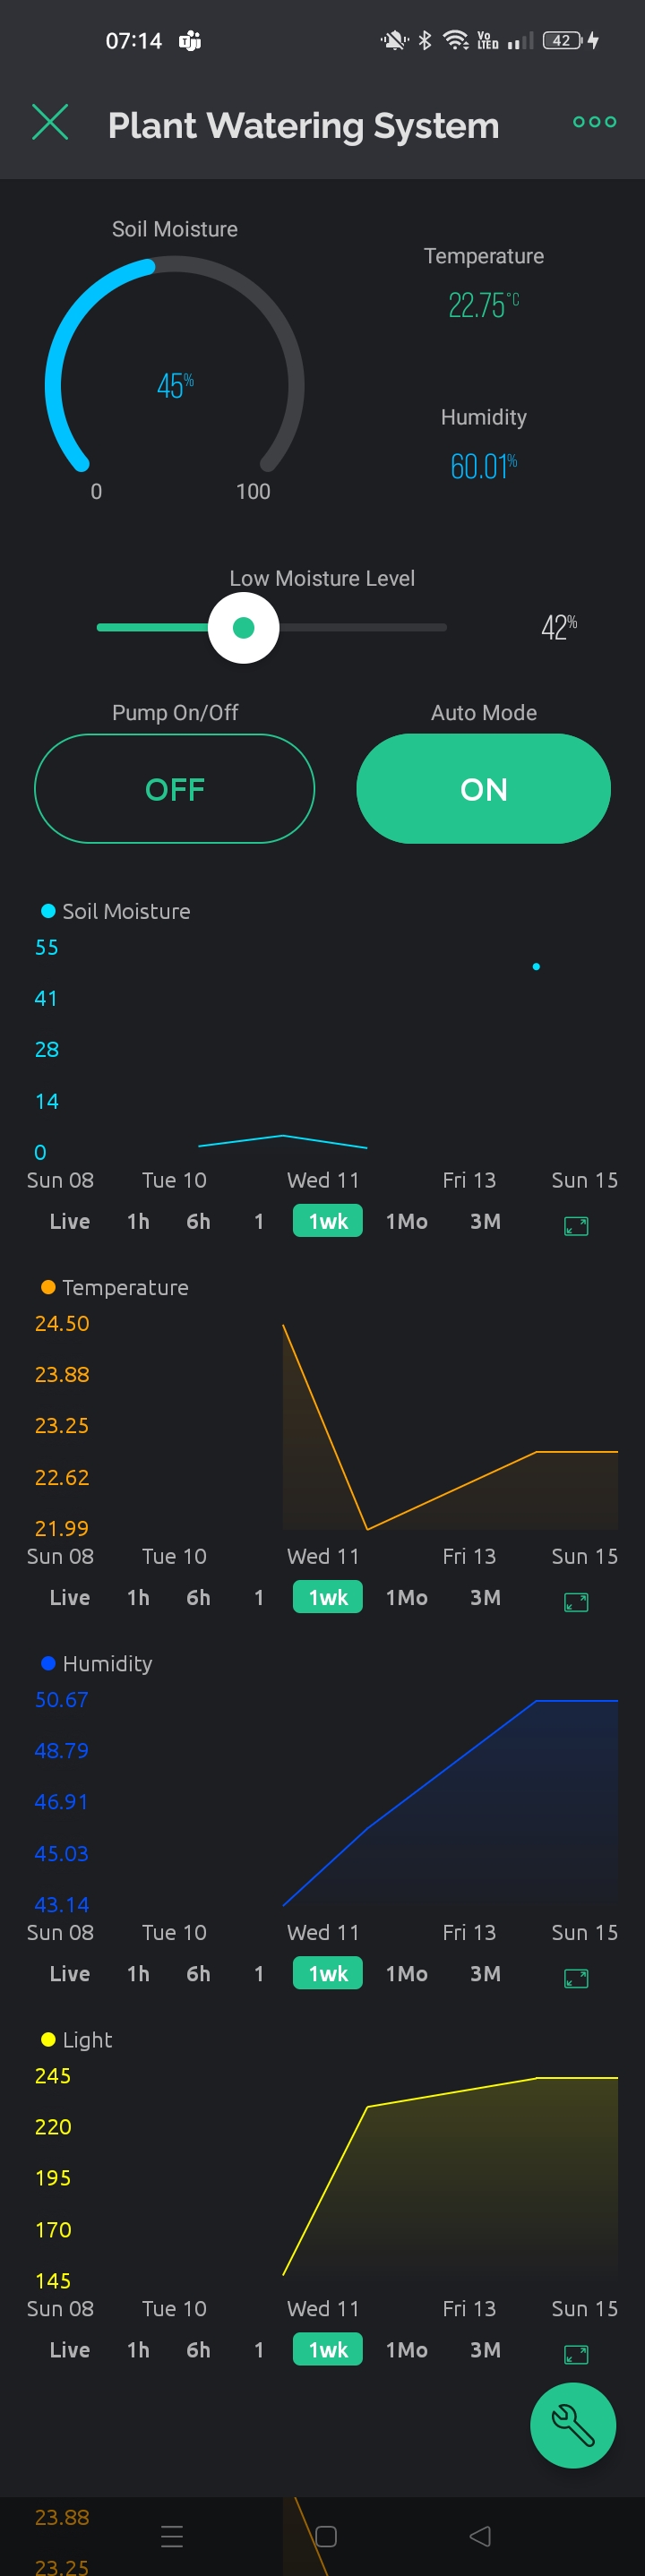 07:14 VoLTED 42
Plant Watering System
Soil Moisture
45%
0 100
Temperature
22.75°C
Humidity
60.01%
Low Moisture Level
42%
Pump On/Off Auto Mode
OFF ON
Soil Moisture
55
41
28
14
0
Sun 08 Tue 10 Wed 11 Fri 13 Sun 15
Live 1h 6h 1 1wk 1Mo 3M
Temperature
24.50
23.88
23.25
22.62
21.99
Sun 08 Tue 10 Wed 11 Fri 13 Sun 15
Live 1h 6h 1 1wk 1Mo 3M
Humidity
50.67
48.79
46.91
45.03
43.14
Sun 08 Tue 10 Wed 11 Fri 13 Sun 15
Live 1h 6h 1 1wk 1Mo 3M
Light
245
220
195
170
145
Sun 08 Tue 10 Wed 11 Fri 13 Sun 15
Live 1h 6h 1 1wk 1Mo 3M
23.88
23.25